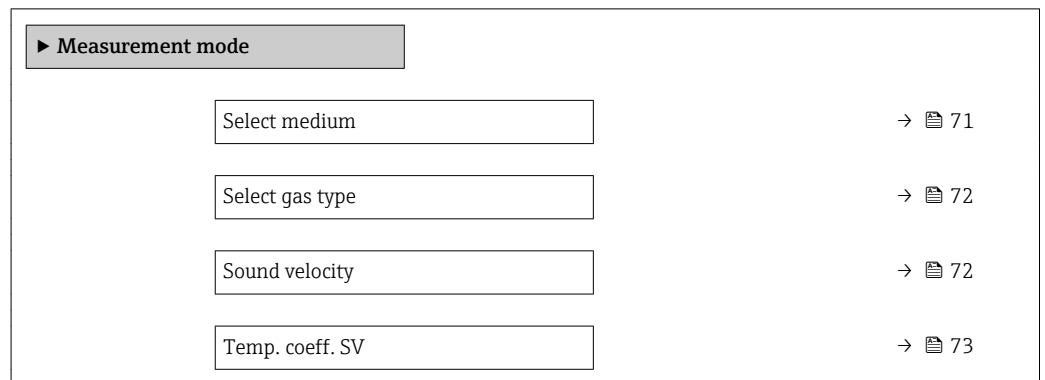 ▶ Measurement mode
Select medium → 🗎 71
Select gas type → 🗎 72
Sound velocity → 🗎 72
Temp. coeff. SV → 🗎 73